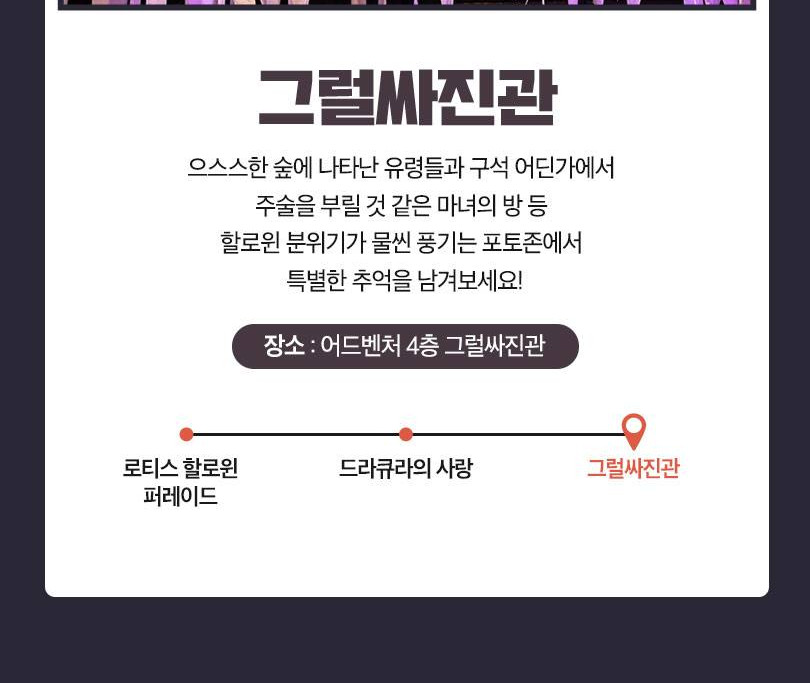 그럴싸진관
으스스한 숲에 나타난 유령들과 구석 어딘가에서
주술을 부릴 것 같은 마녀의 방 등
할로윈 분위기가 물씬 풍기는 포토존에서
특별한 추억을 남겨보세요!
장소 : 어드벤처 4층 그럴싸진관
로티스 할로윈
퍼레이드
드라큐라의 사랑
그럴싸진관